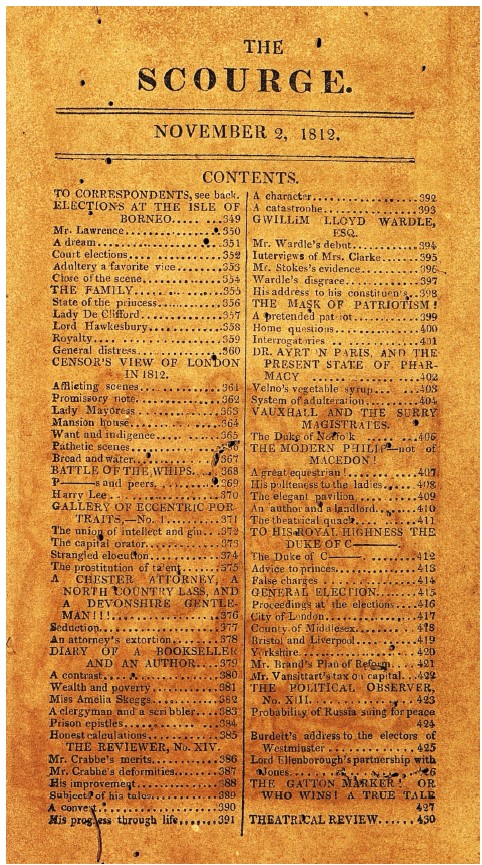 THE
SCOURGE.
NOVEMBER 2, 1812.
CONTENTS.
TO CORRESPONDENTS, see back.
ELECTIONS AT THE ISLE OF
BORNEO.......349
Mr. Lawrence..............350
A dream..................351
Court elections............352
Adultery a favorite vice......353
Close of the scene..........354
THE FAMILY..............355
State of the princess........356
Lady De Clifford............357
Lord Hawkesbury..........358
Royalty..................359
General distress............360
CENSOR'S VIEW OF LONDON
IN 1812.
Afflicting scenes............361
Promissory note............362
Lady Mayoress............363
Mansion house............364
Want and indigence........365
Pathetic scenes............366
Bread and water............367
BATTLE OF THE WHIPS.....368
P——s and peers............369
Harry Lee................370
GALLERY OF ECCENTRIC POR-
TRAITS,—No. I.........371
The union of intellect and gin..372
The capital orator..........373
Strangled elocution..........374
The prostitution of talent....375
A CHESTER ATTORNEY, A
NORTH COUNTRY LASS, AND
A DEVONSHIRE GENTLE-
MAN!!!................376
Seduction..................377
An attorney's extortion......378
DIARY OF A BOOKSELLER
AND AN AUTHOR....379
A contrast................380
Wealth and poverty........381
Miss Amelia Skeggs........382
A clergyman and a scribbler..383
Prison epistles............384
Honest calculations..........385
THE REVIEWER, No. XIV.
Mr. Crabbe's merits........386
Mr. Crabbe's deformities......387
His improvement............388
Subjects of his tales..........389
A convert................390
His progress through life......391
A character................392
A catastrophe..............393
GWILLIM LLOYD WARDLE,
ESQ.
Mr. Wardle's debut..........394
Interviews of Mrs. Clarke....395
Mr. Stokes's evidence........396
Wardle's disgrace..........397
His address to his constituen's..398
THE MASK OF PATRIOTISM!
A pretended patriot..........399
Home questions............400
Interrogatories............401
DR. AYRTON PARIS, AND THE
PRESENT STATE OF PHAR-
MACY..............402
Velno's vegetable syrup......403
System of adulteration......404
VAUXHALL AND THE SURRY
MAGISTRATES.
The Duke of Norfolk........406
THE MODERN PHILIP—not of
MACEDON!
A great equestrian!..........407
His politeness to the ladies....408
The elegant pavilion........409
An author and a landlord....410
The theatrical quack........411
TO HIS ROYAL HIGHNESS THE
DUKE OF C———
The Duke of C———........412
Advice to princes..........413
False charges............414
GENERAL ELECTION......415
Proceedings at the elections....416
City of London............417
County of Middlesex........418
Bristol and Liverpool........419
Yorkshire................420
Mr. Brand's Plan of Reform....421
Mr. Vansittart's tax on capital..422
THE POLITICAL OBSERVER,
No. XIII.............423
Probability of Russia suing for peace
424
Burdett's address to the electors of
Westminster..............425
Lord Ellenborough's partnership with
Jones..................426
THE GATTON MARKER! OR
WHO WINS! A TRUE TALE
427
THEATRICAL REVIEW......430